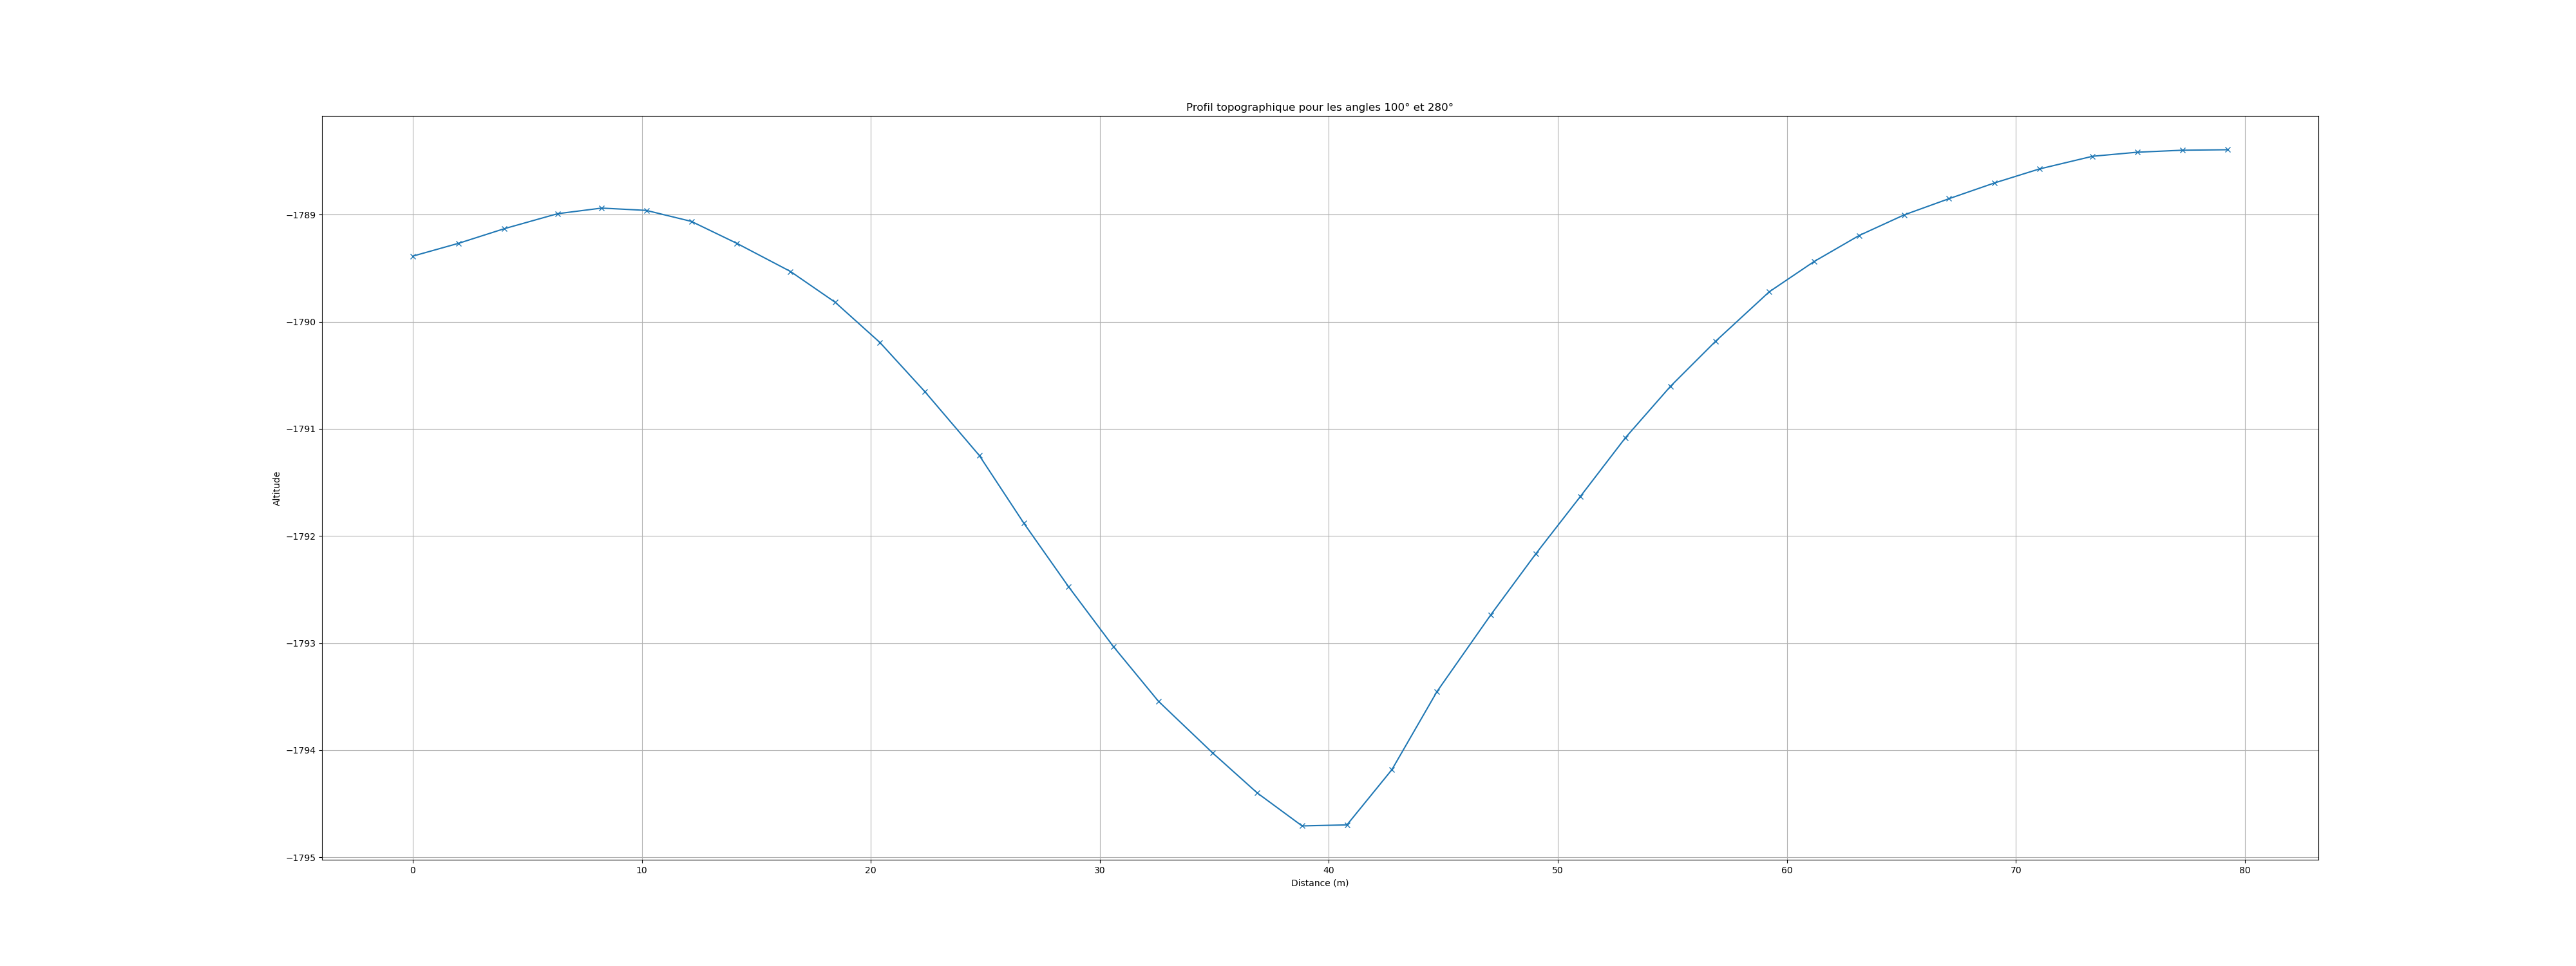 Profil topographique pour les angles 100° et 280°
−1789
−1790
−1791
−1792
−1793
−1794
−1795
Altitude
0 10 20 30 40 50 60 70 80
Distance (m)